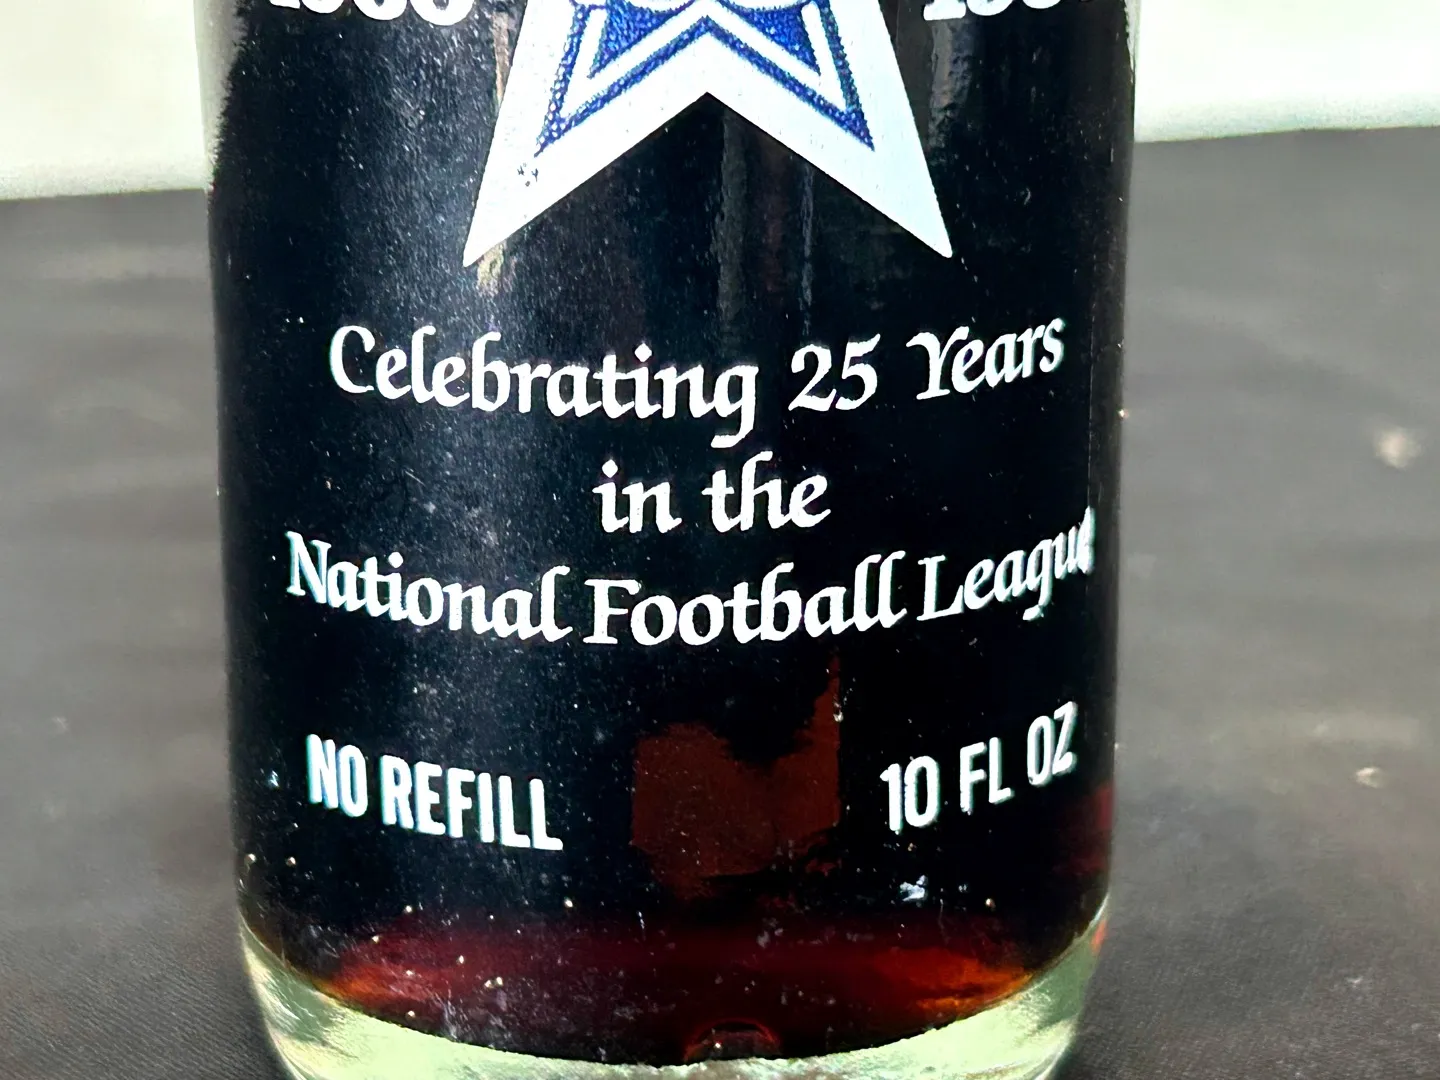 Celebrating 25 Years
in the
National Football League
NO REFILL
10 FL OZ